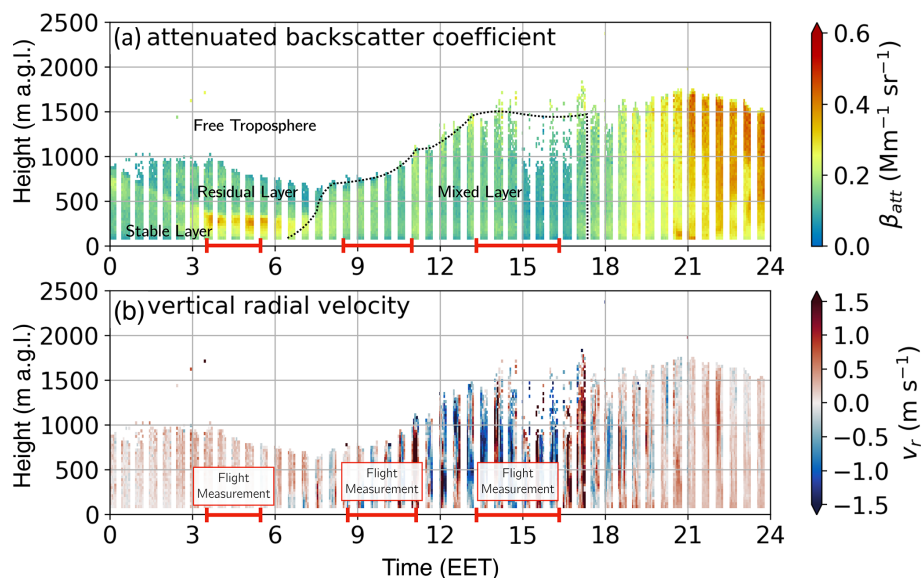 (a) attenuated backscatter coefficient
2500
2000
1500
1000
500
0
Height (m a.g.l.)
Free Troposphere
Residual Layer
Mixed Layer
Stable Layer
0 3 6 9 12 15 18 21 24
0.6
0.4
0.2
0.0
β_att (Mm⁻¹ sr⁻¹)
(b) vertical radial velocity
2500
2000
1500
1000
500
0
Height (m a.g.l.)
Flight
Measurement
Flight
Measurement
Flight
Measurement
0 3 6 9 12 15 18 21 24
Time (EET)
1.5
1.0
0.5
0.0
−0.5
−1.0
−1.5
v_r (m s⁻¹)